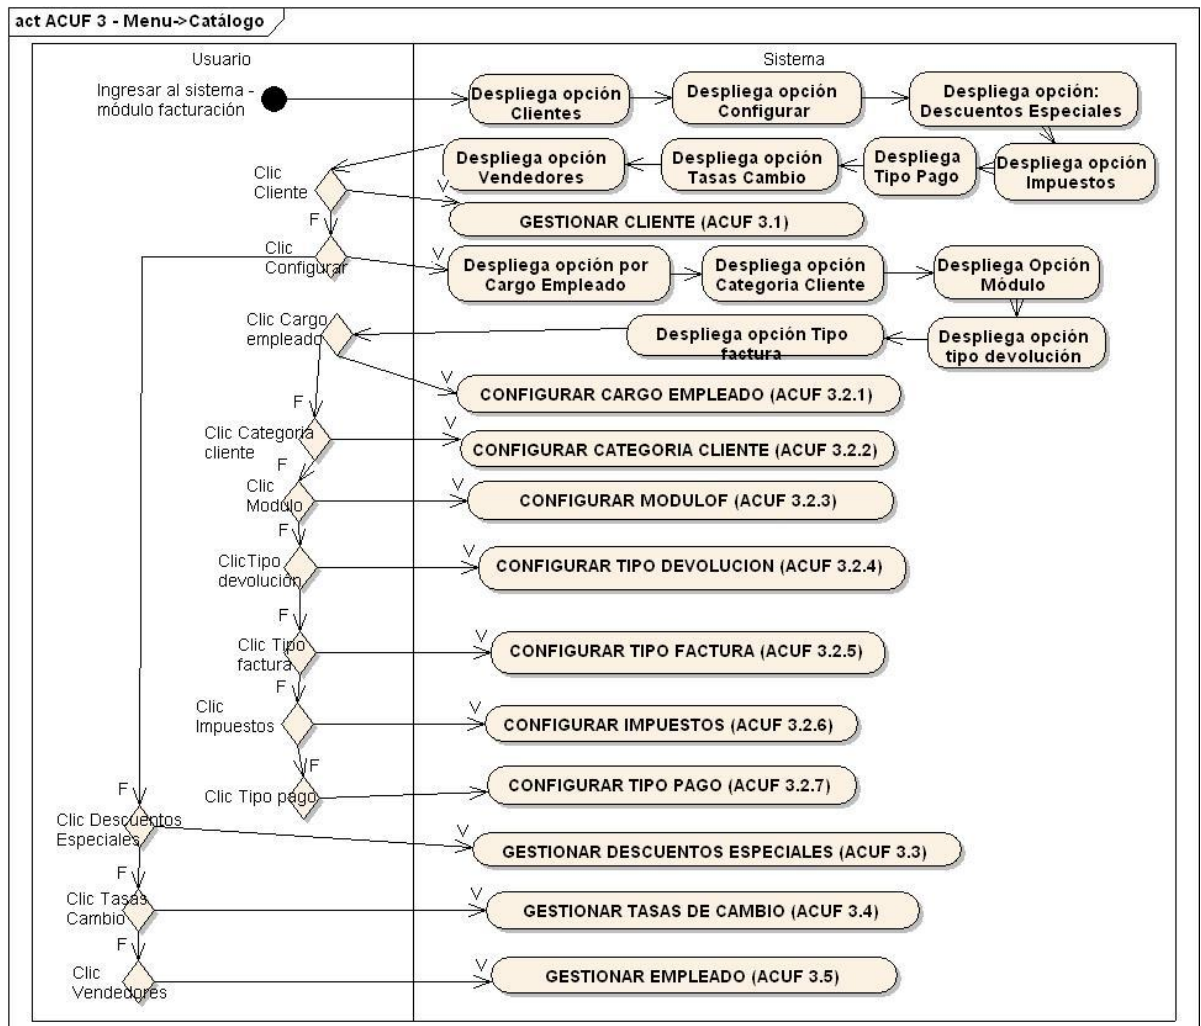 act ACUF 3 - Menu->Catálogo
Usuario
Sistema
Ingresar al sistema -
módulo facturación
Despliega opción
Clientes
Despliega opción
Configurar
Despliega opción:
Descuentos Especiales
Despliega opción
Impuestos
Despliega
Tipo Pago
Despliega opción
Tasas Cambio
Despliega opción
Vendedores
Clic
Cliente
V
GESTIONAR CLIENTE (ACUF 3.1)
F
Clic
Configurar
V
Despliega opción por
Cargo Empleado
Despliega opción
Categoria Cliente
Despliega Opción
Módulo
Despliega opción
tipo devolución
Despliega opción Tipo
factura
Clic Cargo
empleado
V
CONFIGURAR CARGO EMPLEADO (ACUF 3.2.1)
F
Clic Categoria
cliente
V
CONFIGURAR CATEGORIA CLIENTE (ACUF 3.2.2)
F
Clic
Modulo
V
CONFIGURAR MODULOF (ACUF 3.2.3)
F
ClicTipo
devolución
V
CONFIGURAR TIPO DEVOLUCION (ACUF 3.2.4)
F
Clic Tipo
factura
V
CONFIGURAR TIPO FACTURA (ACUF 3.2.5)
F
Clic
Impuestos
V
CONFIGURAR IMPUESTOS (ACUF 3.2.6)
F
Clic Tipo pago
V
CONFIGURAR TIPO PAGO (ACUF 3.2.7)
F
Clic Descuentos
Especiales
V
GESTIONAR DESCUENTOS ESPECIALES (ACUF 3.3)
F
Clic Tasas
Cambio
V
GESTIONAR TASAS DE CAMBIO (ACUF 3.4)
F
Clic
Vendedores
V
GESTIONAR EMPLEADO (ACUF 3.5)